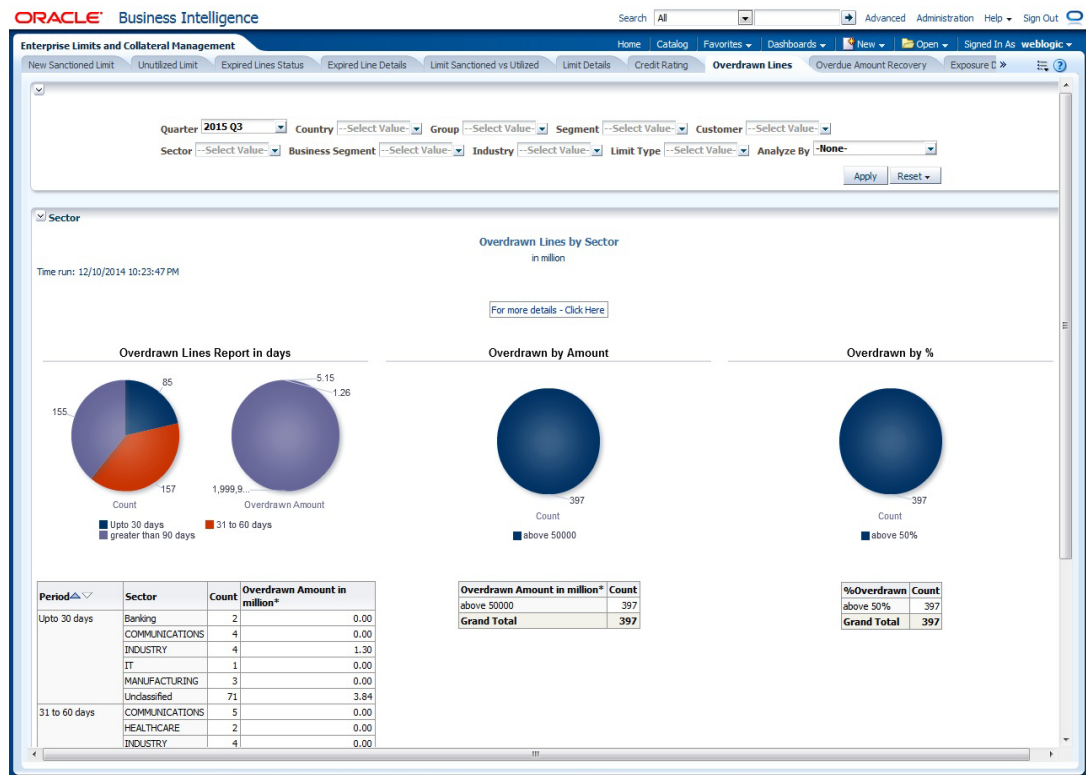 ORACLE Business Intelligence
Search All Advanced Administration Help Sign Out
Enterprise Limits and Collateral Management
Home Catalog Favorites Dashboards New Open Signed In As weblogic
New Sanctioned Limit Unutilized Limit Expired Lines Status Expired Line Details Limit Sanctioned vs Utilized Limit Details Credit Rating Overdrawn Lines Overdue Amount Recovery Exposure D »
Quarter 2015 Q3 Country --Select Value- Group --Select Value- Segment --Select Value- Customer --Select Value-
Sector --Select Value- Business Segment --Select Value- Industry --Select Value- Limit Type --Select Value- Analyze By -None-
Apply Reset
Sector
Overdrawn Lines by Sector
in million
Time run: 12/10/2014 10:23:47 PM
For more details - Click Here
Overdrawn Lines Report in days
85
155
157
Count
5.15
1.26
1,999,9...
Overdrawn Amount
Upto 30 days 31 to 60 days
greater than 90 days
Overdrawn by Amount
397
Count
above 50000
Overdrawn by %
397
Count
above 50%
Period Sector Count Overdrawn Amount in million*
Upto 30 days Banking 2 0.00
COMMUNICATIONS 4 0.00
INDUSTRY 4 1.30
IT 1 0.00
MANUFACTURING 3 0.00
Unclassified 71 3.84
31 to 60 days COMMUNICATIONS 5 0.00
HEALTHCARE 2 0.00
INDUSTRY 4 0.00
Overdrawn Amount in million* Count
above 50000 397
Grand Total 397
%Overdrawn Count
above 50% 397
Grand Total 397